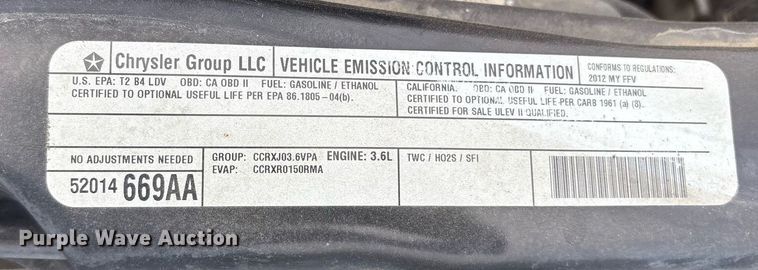 Chrysler Group LLC
VEHICLE EMISSION CONTROL INFORMATION
CONFORMS TO REGULATIONS:
2012 MY FFV
U.S. EPA: T2 B4 LDV OBD: CA OBD II FUEL: GASOLINE / ETHANOL
CERTIFIED TO OPTIONAL USEFUL LIFE PER EPA 86.1805-04(b).
CALIFORNIA. OBD: CA OBD II FUEL: GASOLINE / ETHANOL
CERTIFIED TO OPTIONAL USEFUL LIFE PER CARB 1961 (a) (8).
CERTIFIED FOR SALE ULEV II QUALIFIED.
NO ADJUSTMENTS NEEDED
52014 669AA
GROUP: CCRXJ03.6VPA ENGINE: 3.6L
EVAP: CCRXR0150RMA
TWC / HO2S / SFI
Purple Wave Auction